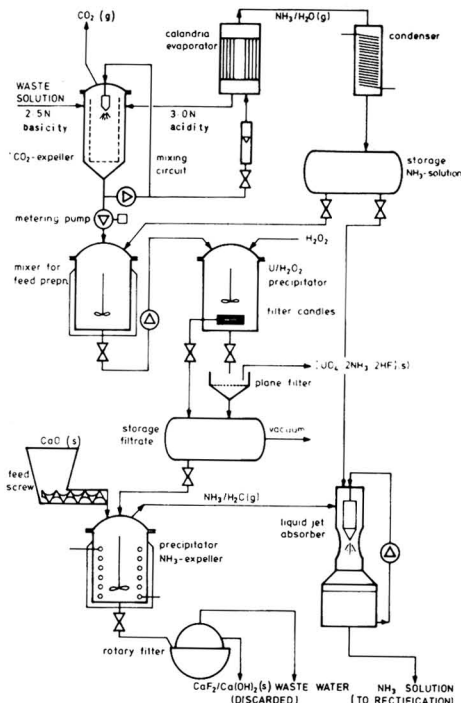 CO₂ (g)
calandria
evaporator
NH₃/H₂O(g)
condenser
WASTE
SOLUTION
2·5N
basicity
3·0N
acidity
CO₂-expeller
mixing
circuit
storage
NH₃-solution
metering pump
mixer for
feed prepn.
H₂O₂
U/H₂O₂
precipitator
filter candles
(UO₄ 2NH₃ 2HF)(s)
plane filter
storage
filtrate
vacuum
CaO (s)
feed
screw
NH₃/H₂O(g)
precipitator
NH₃-expeller
liquid jet
absorber
rotary filter
CaF₂/Ca(OH)₂(s)
(DISCARDED)
WASTE WATER
NH₃ SOLUTION
(TO RECTIFICATION)